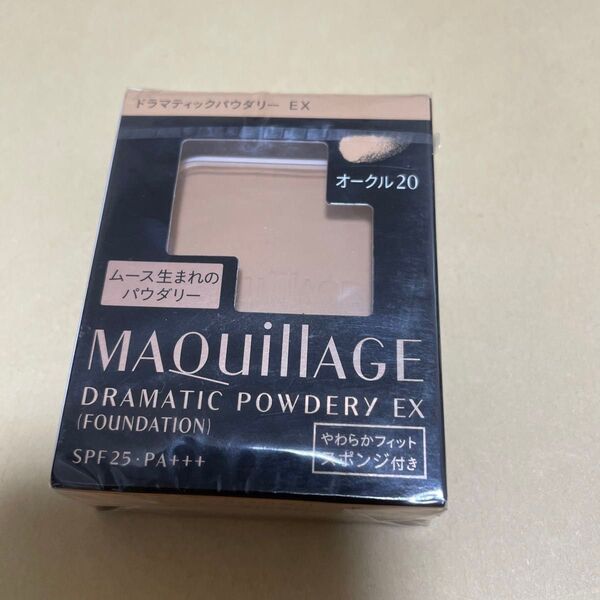 ドラマティックパウダリー EX
オークル20
ムース生まれの
パウダリー
MAQuillAGE
DRAMATIC POWDERY EX
(FOUNDATION)
SPF25・PA+++
やわらかフィット
スポンジ付き